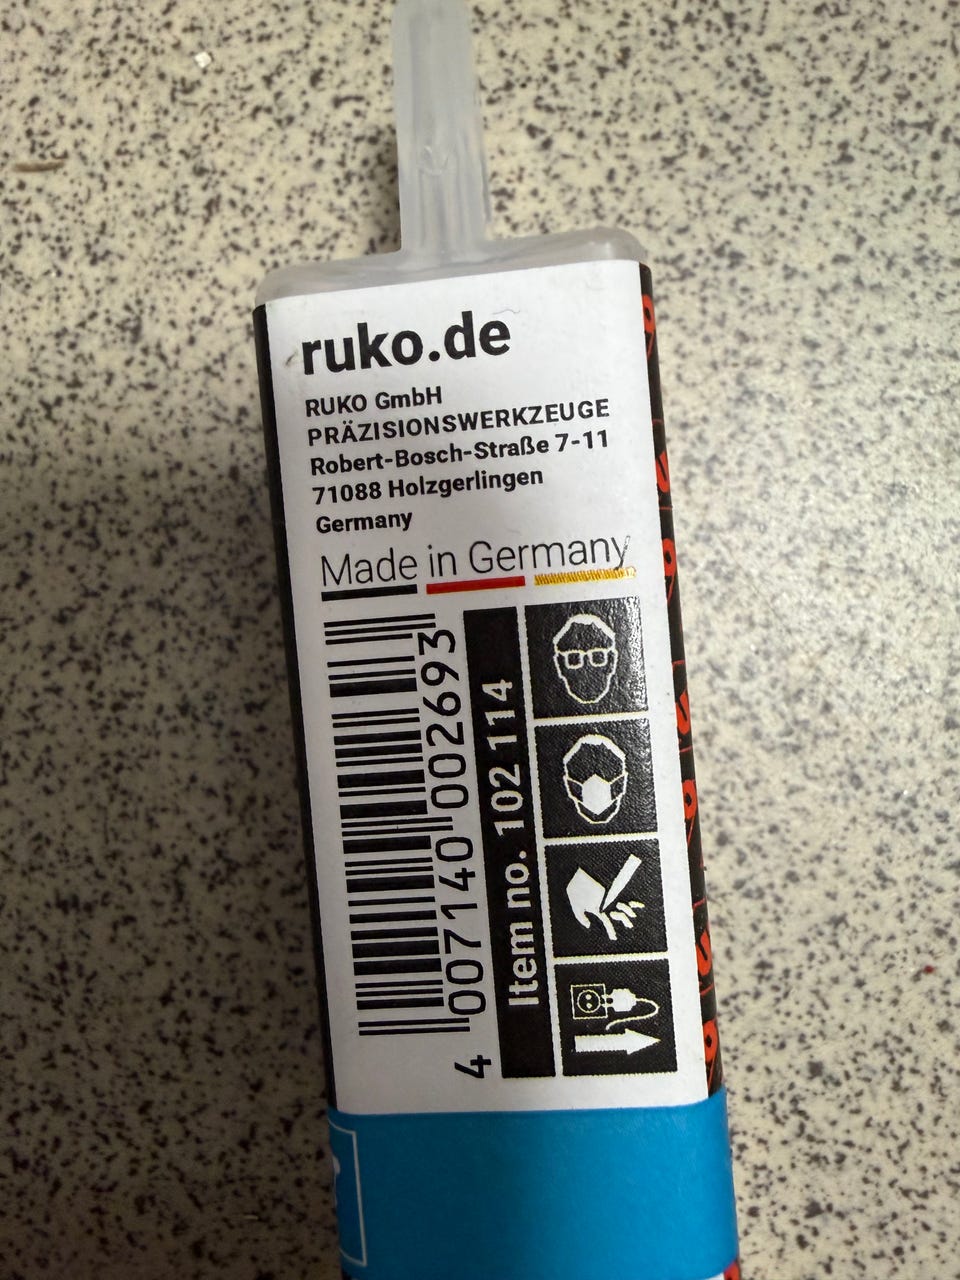 ruko.de
RUKO GmbH
PRÄZISIONSWERKZEUGE
Robert-Bosch-Straße 7-11
71088 Holzgerlingen
Germany
Made in Germany
4 007140 002693
Item no. 102 114